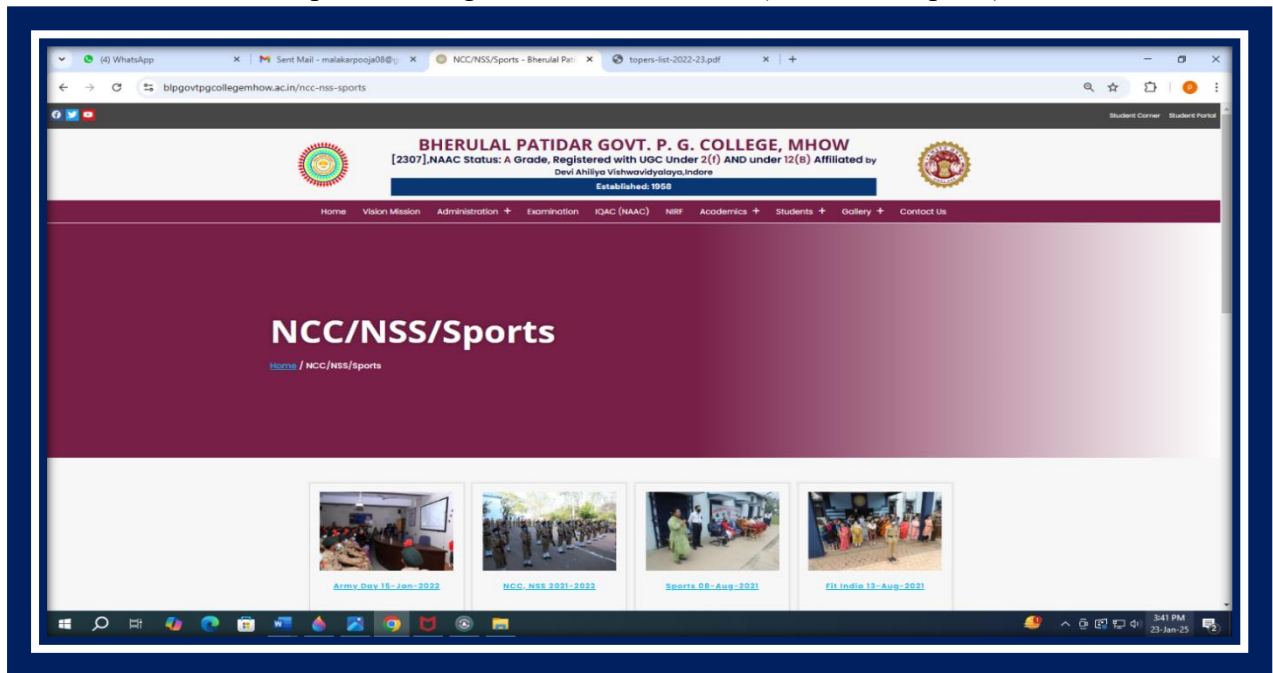 (4) WhatsApp
Sent Mail - malakarpooja08@g
NCC/NSS/Sports - Bherulal Pati
topers-list-2022-23.pdf
blpgovtpgcollegemhow.ac.in/ncc-nss-sports
Student Corner Student Portal
BHERULAL PATIDAR GOVT. P. G. COLLEGE, MHOW
[2307],NAAC Status: A Grade, Registered with UGC Under 2(f) AND under 12(B) Affiliated by
Devi Ahiliya Vishwavidyalaya,Indore
Established: 1958
Home Vision Mission Administration + Examination IQAC (NAAC) NIRF Academics + Students + Gallery + Contact Us
NCC/NSS/Sports
Home / NCC/NSS/Sports
Army Day 15-Jan-2022
NCC, NSS 2021-2022
Sports 08-Aug-2021
Fit India 13-Aug-2021
3:41 PM
23-Jan-25